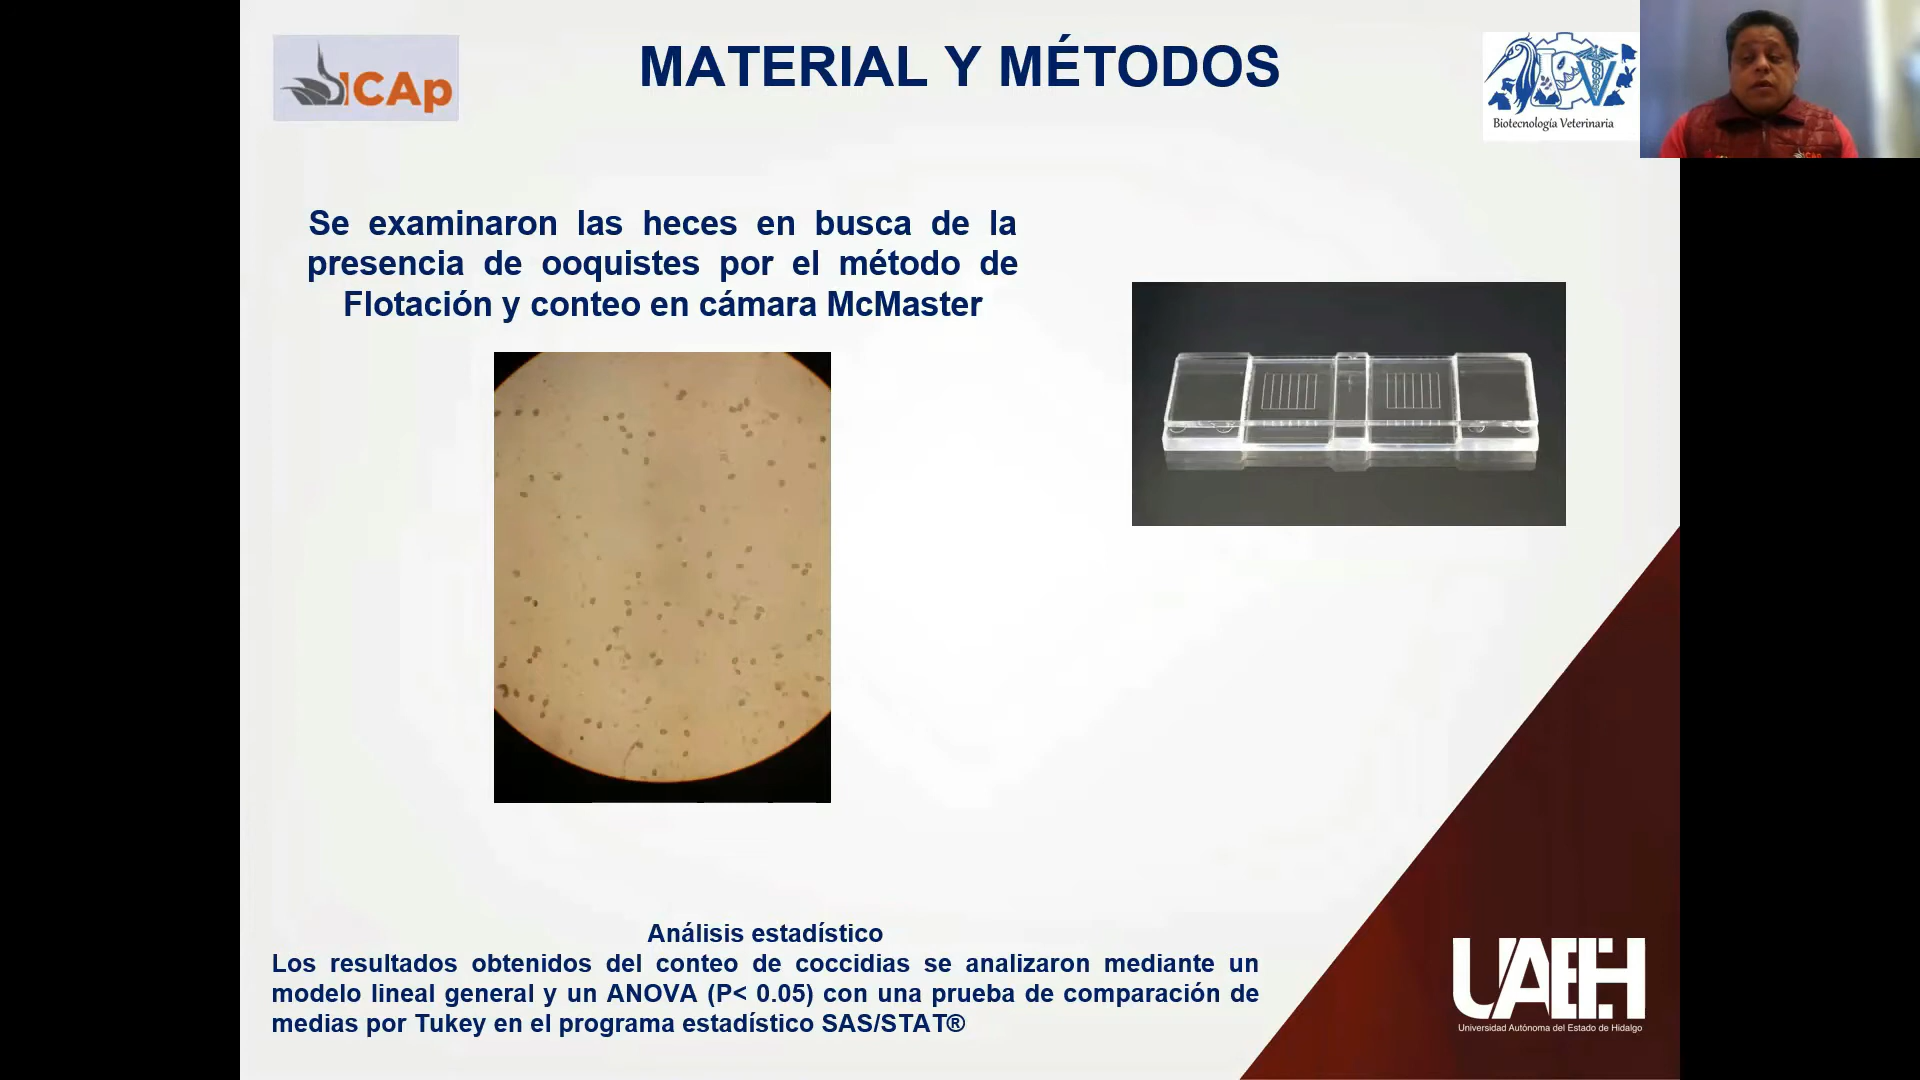 ICAp
MATERIAL Y MÉTODOS
Biotecnología Veterinaria
Se examinaron las heces en busca de la
presencia de ooquistes por el método de
Flotación y conteo en cámara McMaster
Análisis estadístico
Los resultados obtenidos del conteo de coccidias se analizaron mediante un
modelo lineal general y un ANOVA (P< 0.05) con una prueba de comparación de
medias por Tukey en el programa estadístico SAS/STAT®
UAEH
Universidad Autónoma del Estado de Hidalgo